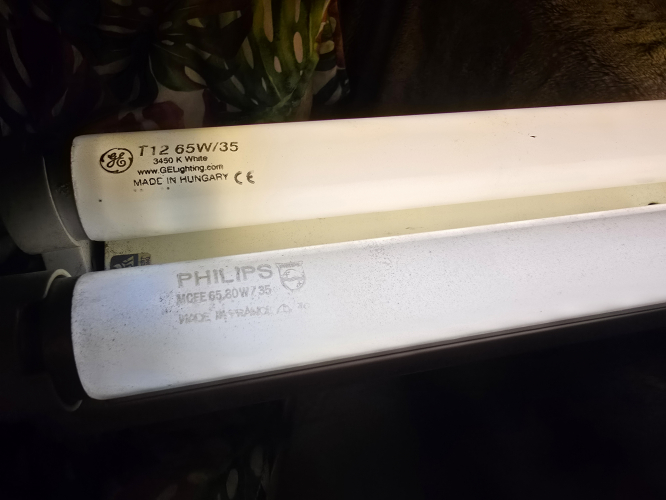 GE T12 65W/35
3450 K White
www.GELighting.com
MADE IN HUNGARY CE
PHILIPS
MCFE 65.80W/35
MADE IN FRANCE